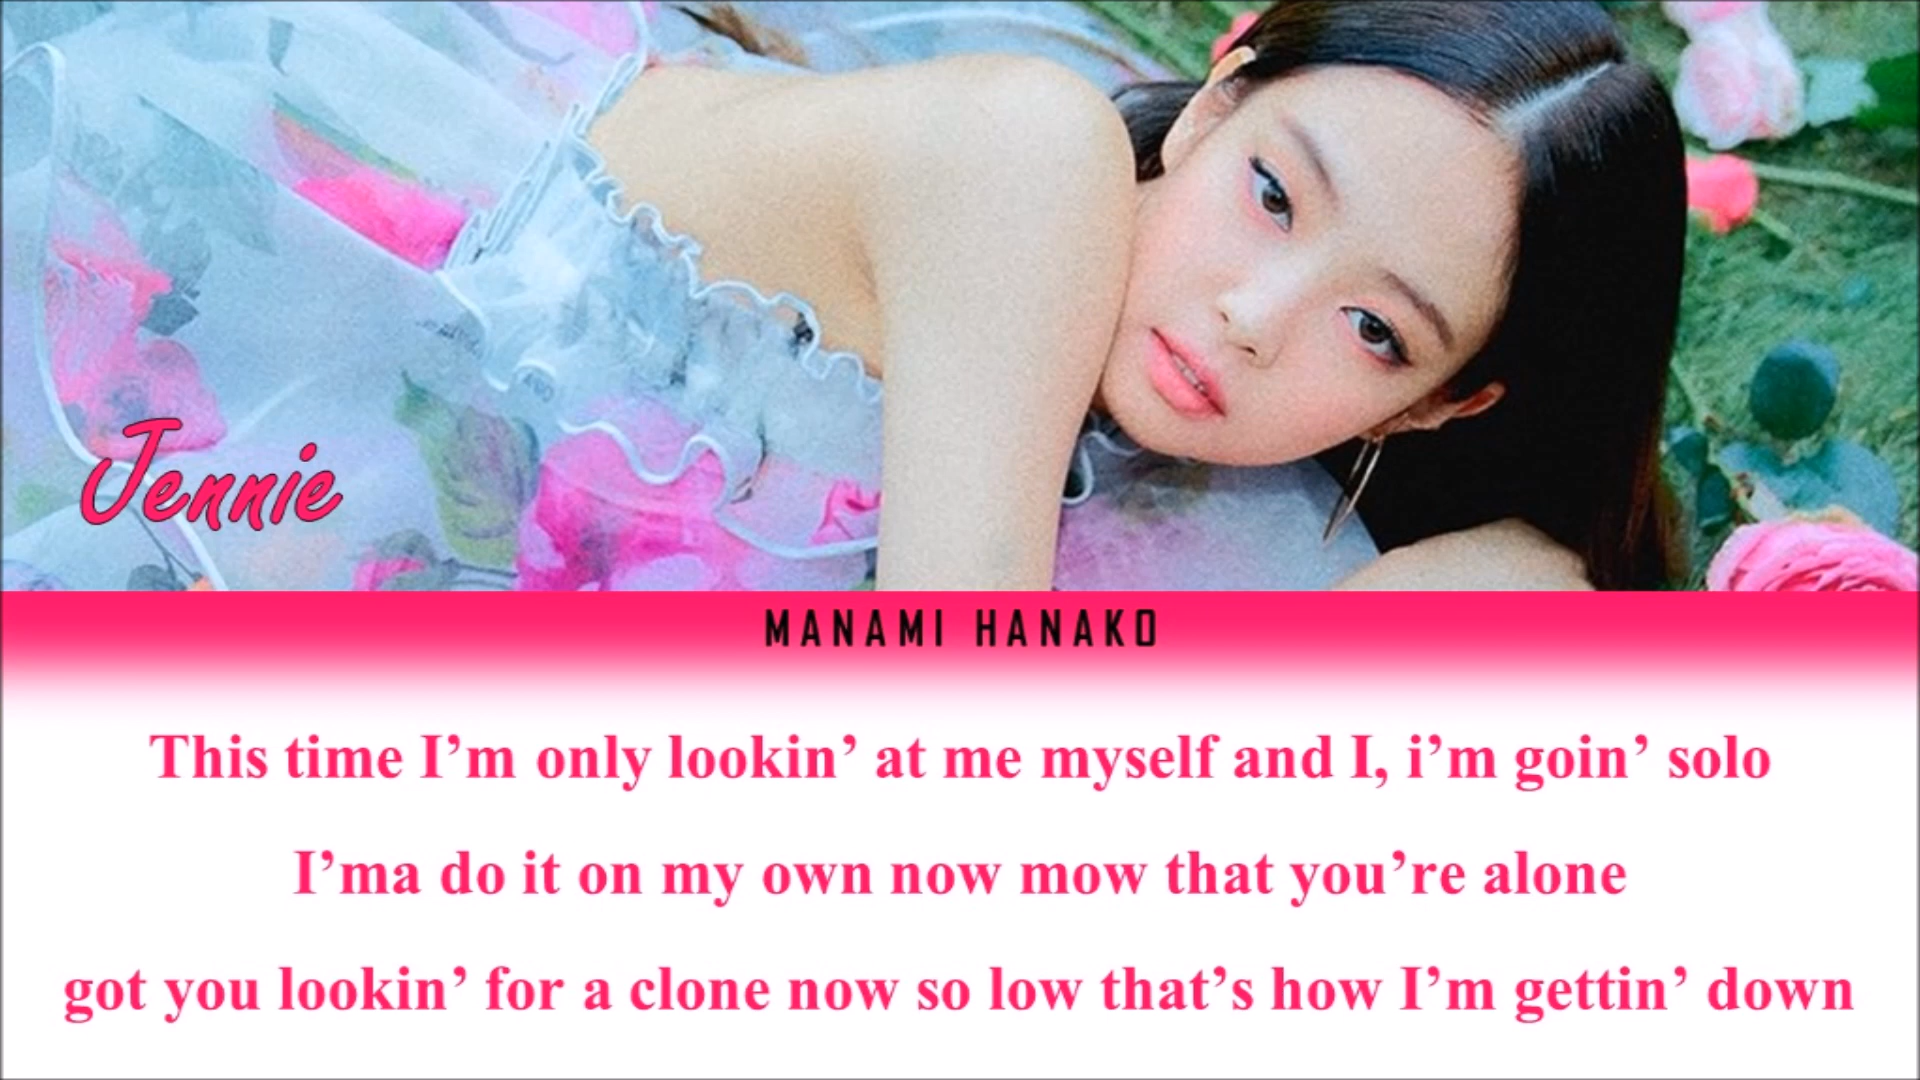 Jennie
MANAMI HANAKO
This time I’m only lookin’ at me myself and I, i’m goin’ solo
I’ma do it on my own now mow that you’re alone
got you lookin’ for a clone now so low that’s how I’m gettin’ down